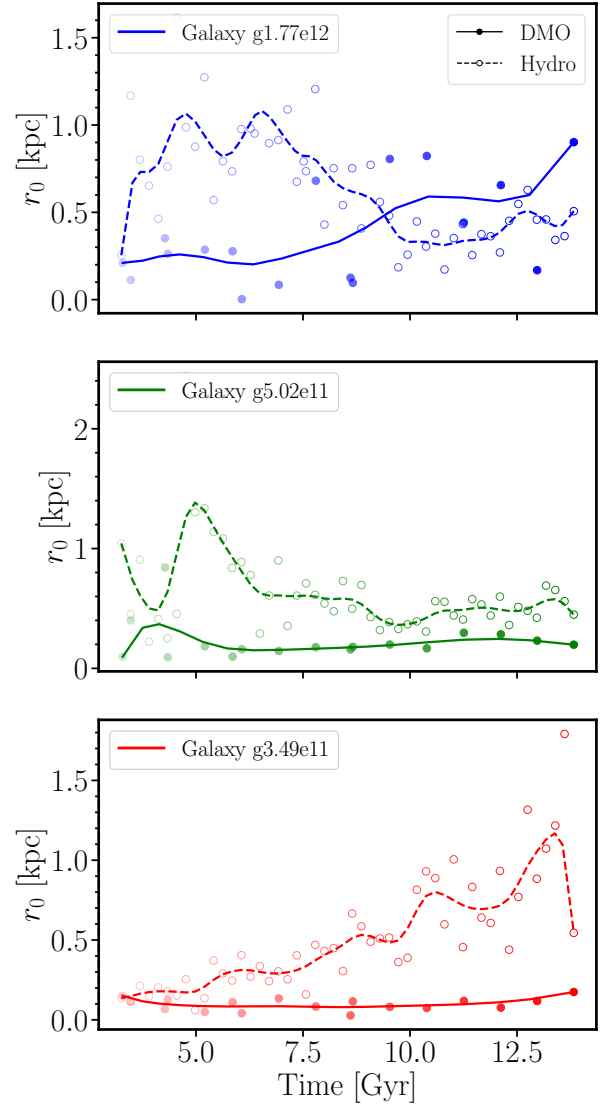 Galaxy g1.77e12
DMO
Hydro
1.5
1.0
0.5
0.0
r0 [kpc]
Galaxy g5.02e11
2
1
0
r0 [kpc]
Galaxy g3.49e11
1.5
1.0
0.5
0.0
r0 [kpc]
5.0 7.5 10.0 12.5
Time [Gyr]